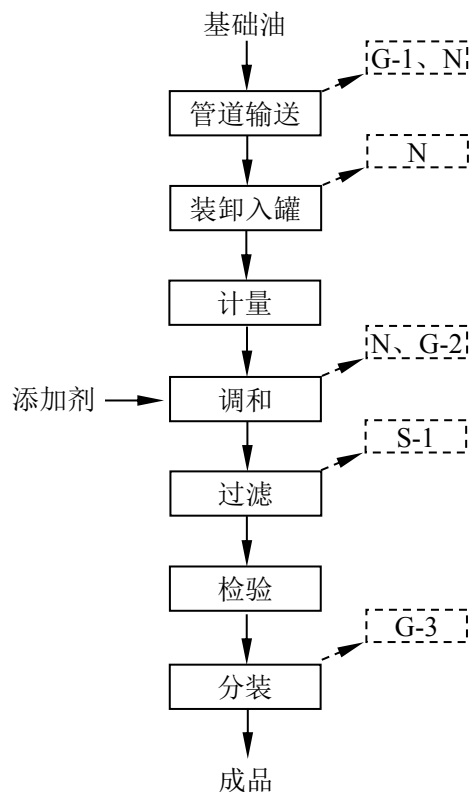 基础油
G-1、N
管道输送
N
装卸入罐
计量
N、G-2
添加剂
调和
S-1
过滤
检验
G-3
分装
成品